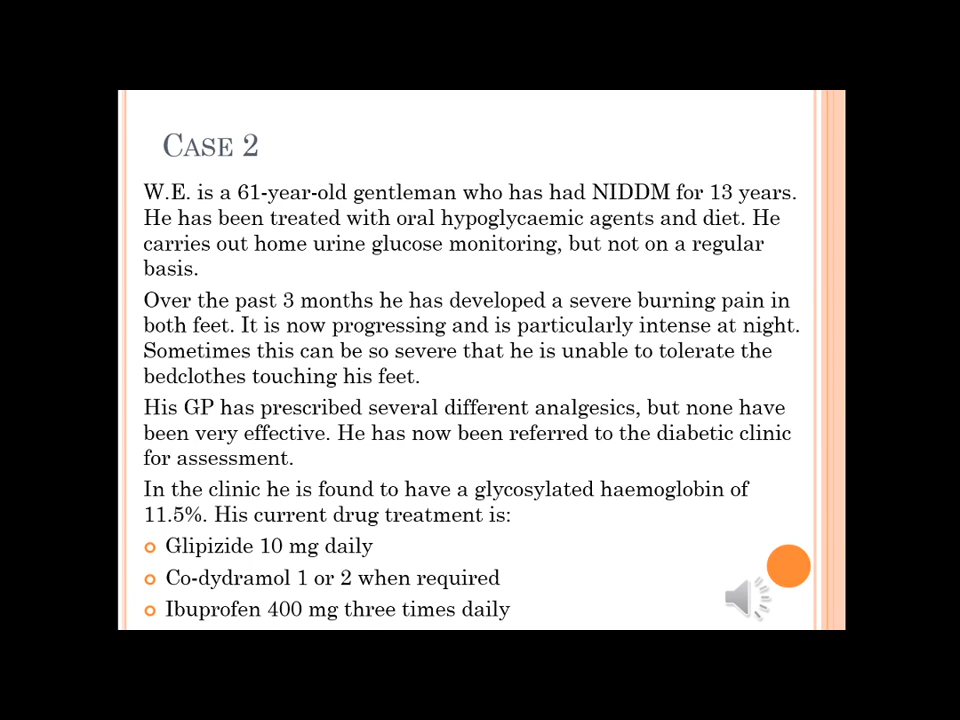 CASE 2
W.E. is a 61-year-old gentleman who has had NIDDM for 13 years.
He has been treated with oral hypoglycaemic agents and diet. He
carries out home urine glucose monitoring, but not on a regular
basis.
Over the past 3 months he has developed a severe burning pain in
both feet. It is now progressing and is particularly intense at night.
Sometimes this can be so severe that he is unable to tolerate the
bedclothes touching his feet.
His GP has prescribed several different analgesics, but none have
been very effective. He has now been referred to the diabetic clinic
for assessment.
In the clinic he is found to have a glycosylated haemoglobin of
11.5%. His current drug treatment is:
Glipizide 10 mg daily
Co-dydramol 1 or 2 when required
Ibuprofen 400 mg three times daily